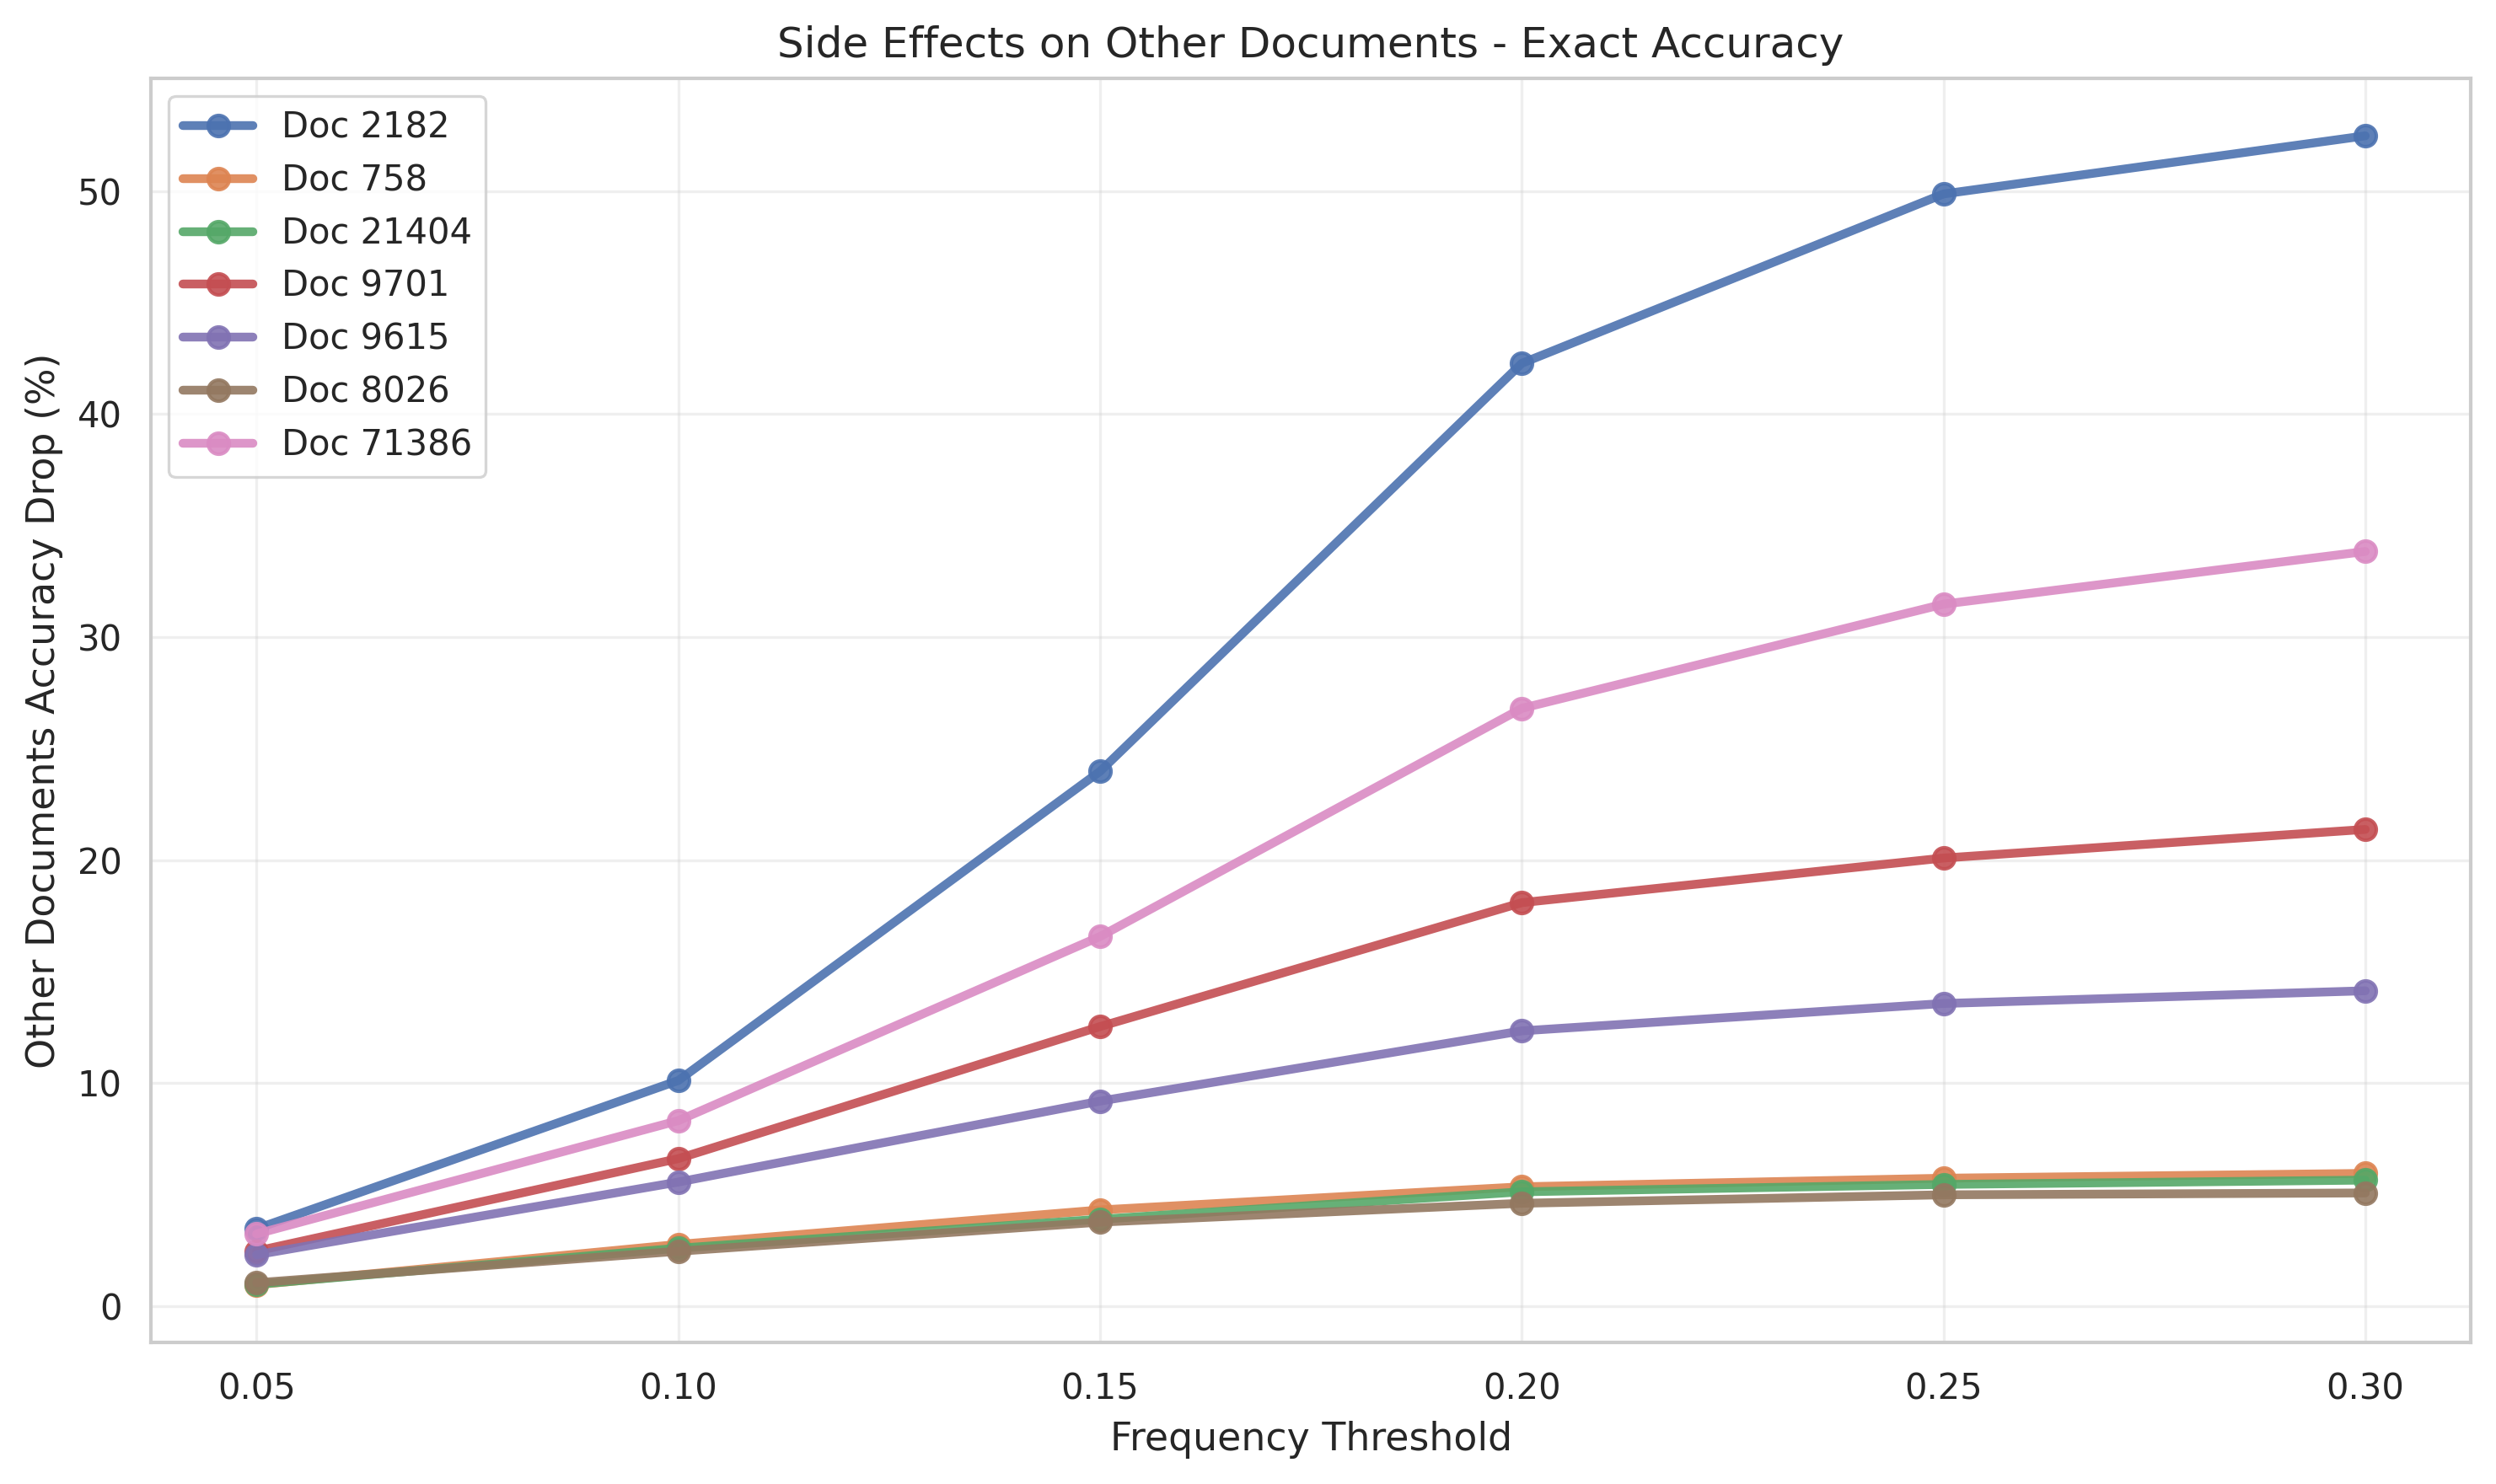 Side Effects on Other Documents - Exact Accuracy
Doc 2182
Doc 758
Doc 21404
Doc 9701
Doc 9615
Doc 8026
Doc 71386
Other Documents Accuracy Drop (%)
50
40
30
20
10
0
0.05 0.10 0.15 0.20 0.25 0.30
Frequency Threshold